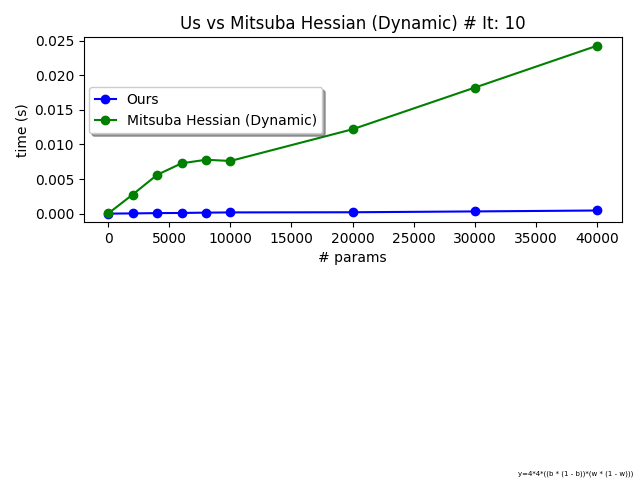 Us vs Mitsuba Hessian (Dynamic) # It: 10
0.025
0.020
0.015
0.010
0.005
0.000
time (s)
Ours
Mitsuba Hessian (Dynamic)
0 5000 10000 15000 20000 25000 30000 35000 40000
# params
y=4*4*((b * (1 - b))*(w * (1 - w)))